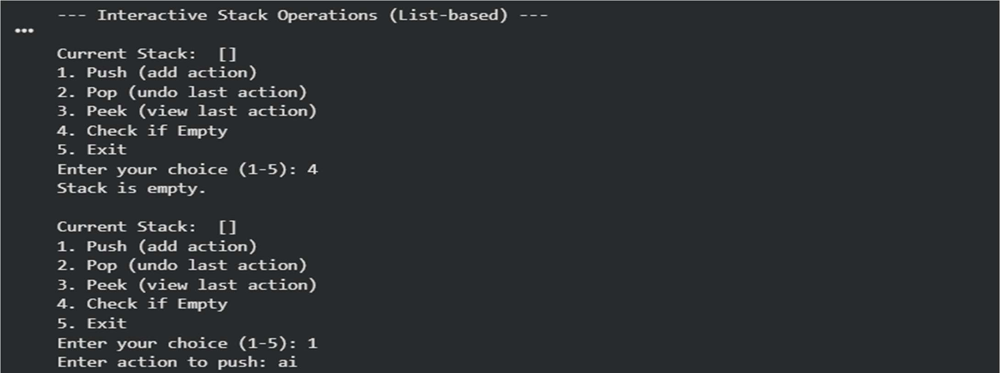 --- Interactive Stack Operations (List-based) ---
Current Stack:  []
1. Push (add action)
2. Pop (undo last action)
3. Peek (view last action)
4. Check if Empty
5. Exit
Enter your choice (1-5): 4
Stack is empty.
Current Stack:  []
1. Push (add action)
2. Pop (undo last action)
3. Peek (view last action)
4. Check if Empty
5. Exit
Enter your choice (1-5): 1
Enter action to push: ai